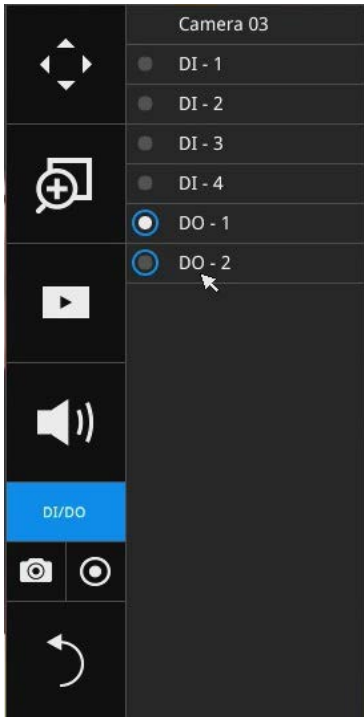 Camera 03
DI - 1
DI - 2
DI - 3
DI - 4
DO - 1
DO - 2
DI/DO